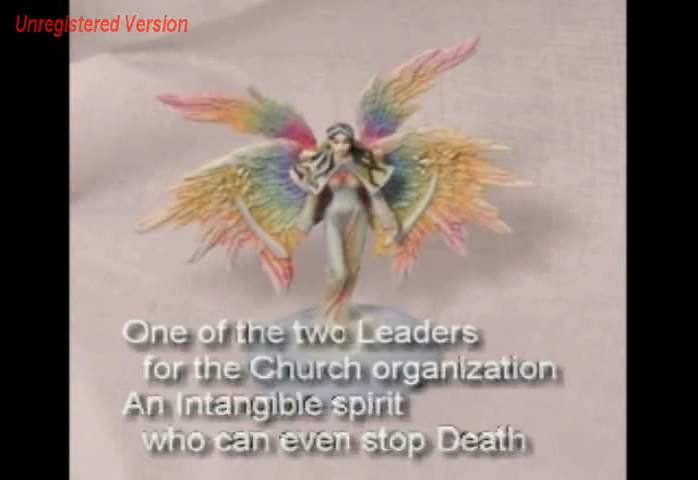 Unregistered Version
One of the two Leaders
for the Church organization
An Intangible spirit
who can even stop Death